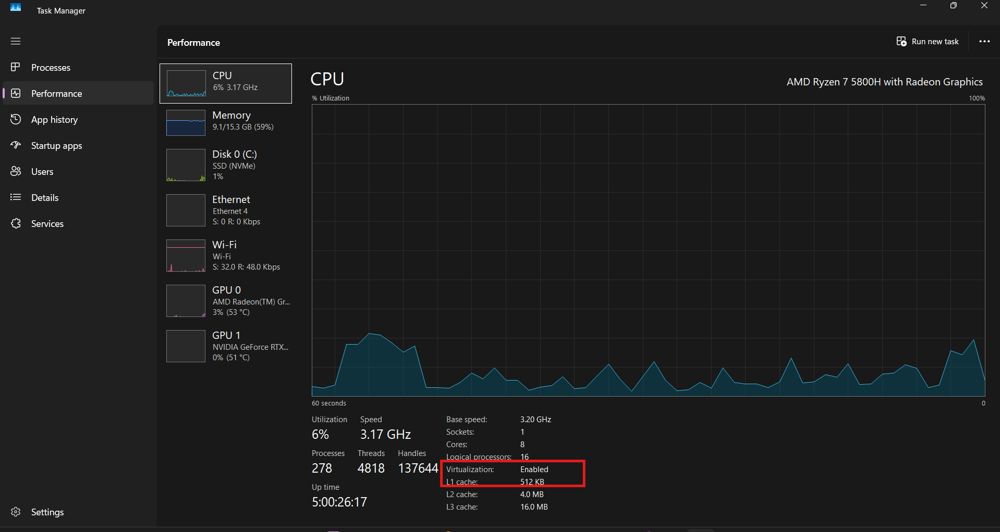 Task Manager
Processes
Performance
App history
Startup apps
Users
Details
Services
Settings
Performance
Run new task
CPU
6% 3.17 GHz
Memory
9.1/15.3 GB (59%)
Disk 0 (C:)
SSD (NVMe)
1%
Ethernet
Ethernet 4
S: 0 R: 0 Kbps
Wi-Fi
Wi-Fi
S: 32.0 R: 48.0 Kbps
GPU 0
AMD Radeon(TM) Gr...
3% (53 °C)
GPU 1
NVIDIA GeForce RTX...
0% (51 °C)
CPU
AMD Ryzen 7 5800H with Radeon Graphics
% Utilization 100%
60 seconds 0
Utilization Speed
6% 3.17 GHz
Processes Threads Handles
278 4818 137644
Up time
5:00:26:17
Base speed: 3.20 GHz
Sockets: 1
Cores: 8
Logical processors: 16
Virtualization: Enabled
L1 cache: 512 KB
L2 cache: 4.0 MB
L3 cache: 16.0 MB